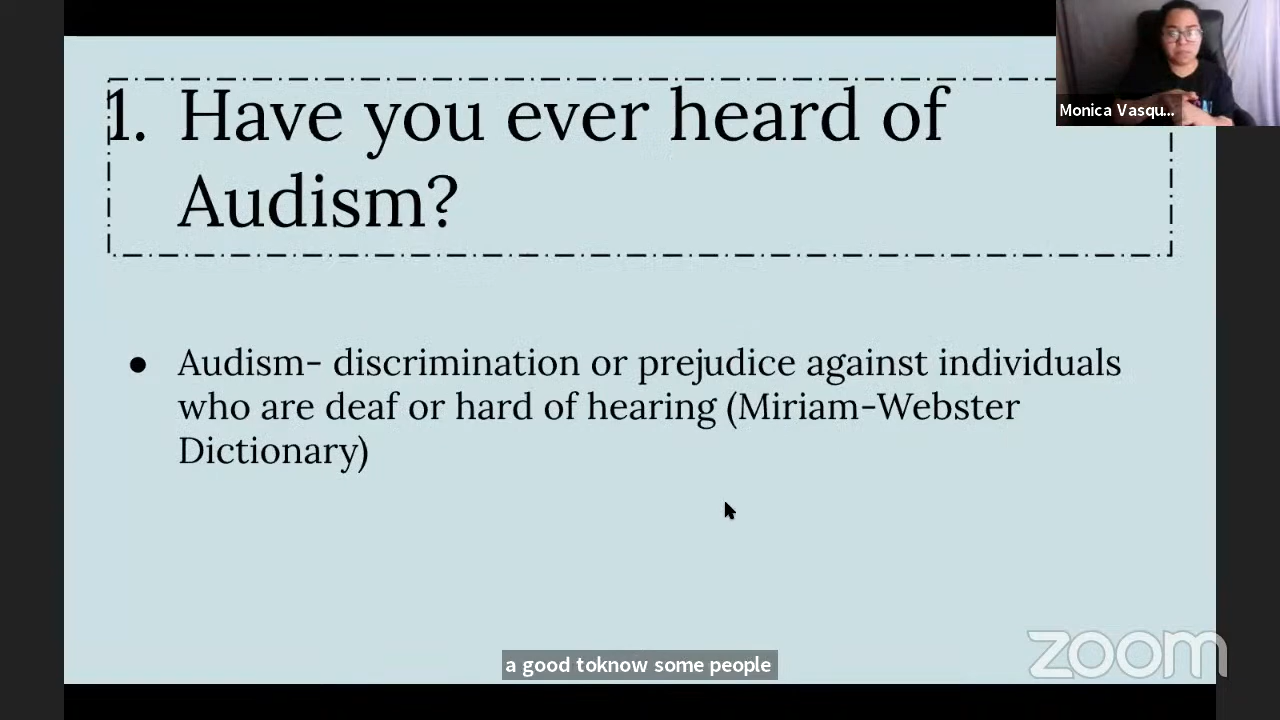 1. Have you ever heard of
Audism?
Monica Vasqu...
● Audism- discrimination or prejudice against individuals
who are deaf or hard of hearing (Miriam-Webster
Dictionary)
a good toknow some people
zoom